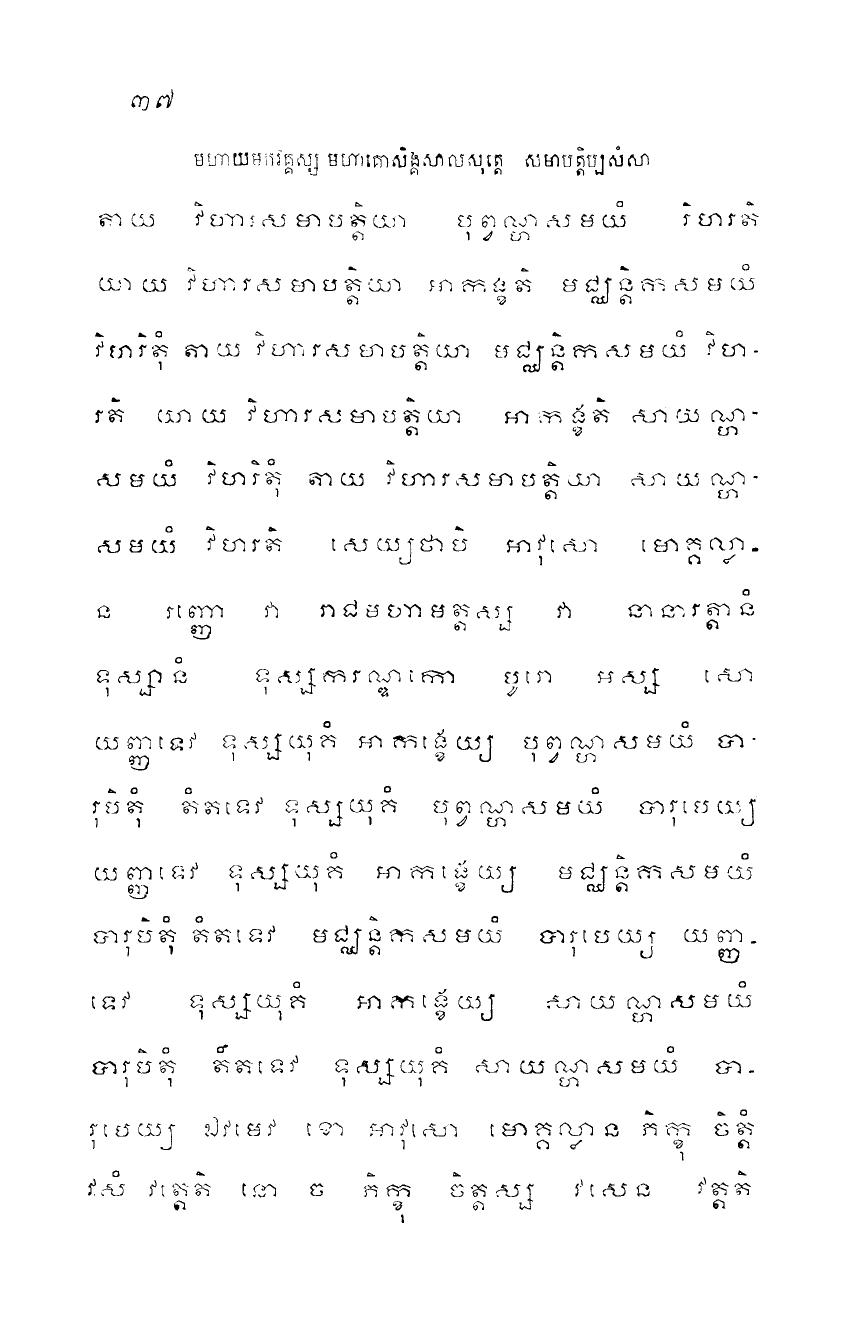 ៣៧
មហាយមកវគ្គស្ស មហាគោសិង្គសាលសុត្តេ សមាបត្តិប្បសំសា
តាយ វិហារសមាបត្តិយា បុព្វណ្ហសមយំ វិហរតិ
យាយ វិហារសមាបត្តិយា អាកង្ខតិ មជ្ឈន្តិកសមយំ
វិហរិតុំ តាយ វិហារសមាបត្តិយា មជ្ឈន្តិកសមយំ វិហ-
រតិ យាយ វិហារសមាបត្តិយា អាកង្ខតិ សាយណ្ហ-
សមយំ វិហរិតុំ តាយ វិហារសមាបត្តិយា សាយណ្ហ-
សមយំ វិហរតិ សេយ្យថាបិ អាវុសោ មោគ្គល្លា-
ន រញ្ញោ វា រាជមហាមត្តស្ស វា នានារត្តានំ
ទុស្សានំ ទុស្សករណ្ឌកោ បូរោ អស្ស សោ
យញ្ញទេវ ទុស្សយុគំ អាកង្ខេយ្យ បុព្វណ្ហសមយំ បា-
រុបិតុំ តំតទេវ ទុស្សយុគំ បុព្វណ្ហសមយំ បារុបេយ្យ
យញ្ញទេវ ទុស្សយុគំ អាកង្ខេយ្យ មជ្ឈន្តិកសមយំ
បារុបិតុំ តំតទេវ មជ្ឈន្តិកសមយំ បារុបេយ្យ យញ្ញ-
ទេវ ទុស្សយុគំ អាកង្ខេយ្យ សាយណ្ហសមយំ
បារុបិតុំ តំតទេវ ទុស្សយុគំ សាយណ្ហសមយំ បា-
រុបេយ្យ ឯវមេវ ខោ អាវុសោ មោគ្គល្លាន ភិក្ខុ ចិត្តំ
វសំ វត្តេតិ នោ ច ភិក្ខុ ចិត្តស្ស វសេន វត្តតិ